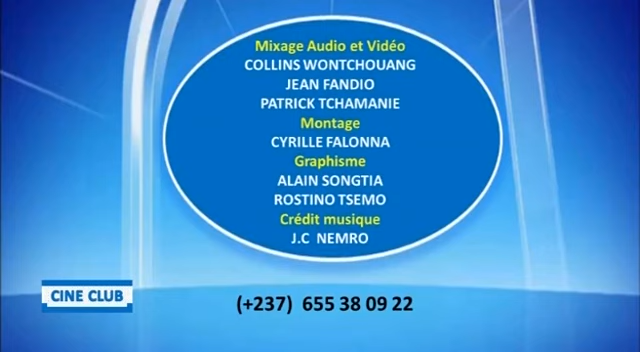 Mixage Audio et Vidéo
COLLINS WONTCHOUANG
JEAN FANDIO
PATRICK TCHAMANIE
Montage
CYRILLE FALONNA
Graphisme
ALAIN SONGTIA
ROSTINO TSEMO
Crédit musique
J.C NEMRO
CINE CLUB
(+237) 655 38 09 22